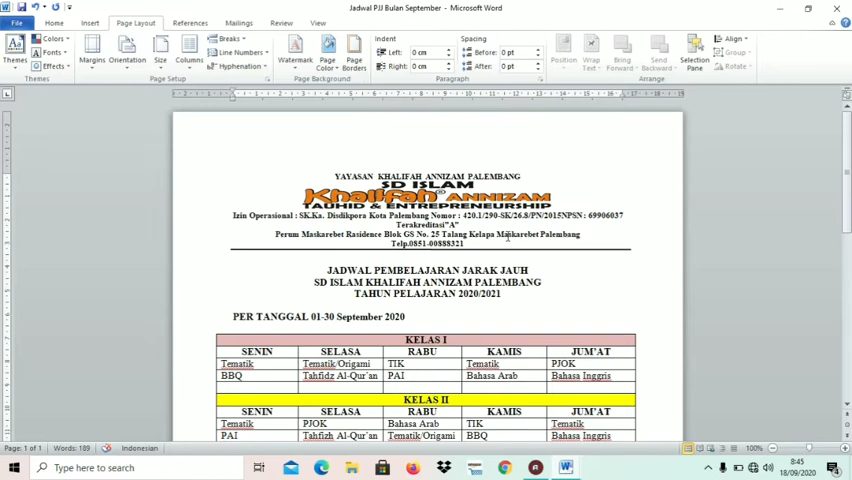 Jadwal PJJ Bulan September - Microsoft Word
File Home Insert Page Layout References Mailings Review View
Themes Colors Fonts Effects Themes
Margins Orientation Size Columns Breaks Line Numbers Hyphenation Page Setup
Watermark Page Color Page Borders Page Background
Indent Left: 0 cm Right: 0 cm Spacing Before: 0 pt After: 0 pt Paragraph
Position Wrap Text Bring Forward Send Backward Selection Pane Align Group Rotate Arrange
YAYASAN KHALIFAH ANNIZAM PALEMBANG
SD ISLAM
Khalifah ANNIZAM
TAUHID & ENTREPRENEURSHIP
Izin Operasional : SK.Ka. Disdikpora Kota Palembang Nomor : 420.1/290-SK/26.8/PN/2015NPSN : 69906037
Terakreditasi"A"
Perum Maskarebet Rasidence Blok GS No. 25 Talang Kelapa Maskarebet Palembang
Telp.0851-00888321
JADWAL PEMBELAJARAN JARAK JAUH
SD ISLAM KHALIFAH ANNIZAM PALEMBANG
TAHUN PELAJARAN 2020/2021
PER TANGGAL 01-30 September 2020
KELAS I
SENIN SELASA RABU KAMIS JUM'AT
Tematik Tematik/Origami TIK Tematik PJOK
BBQ Tahfidz Al-Qur'an PAI Bahasa Arab Bahasa Inggris
KELAS II
SENIN SELASA RABU KAMIS JUM'AT
Tematik PJOK Bahasa Arab TIK Tematik
PAI Tahfizh Al-Qur'an Tematik/Origami BBQ Bahasa Inggris
Page: 1 of 1 Words: 189 Indonesian 100%
Type here to search
8:45
18/09/2020